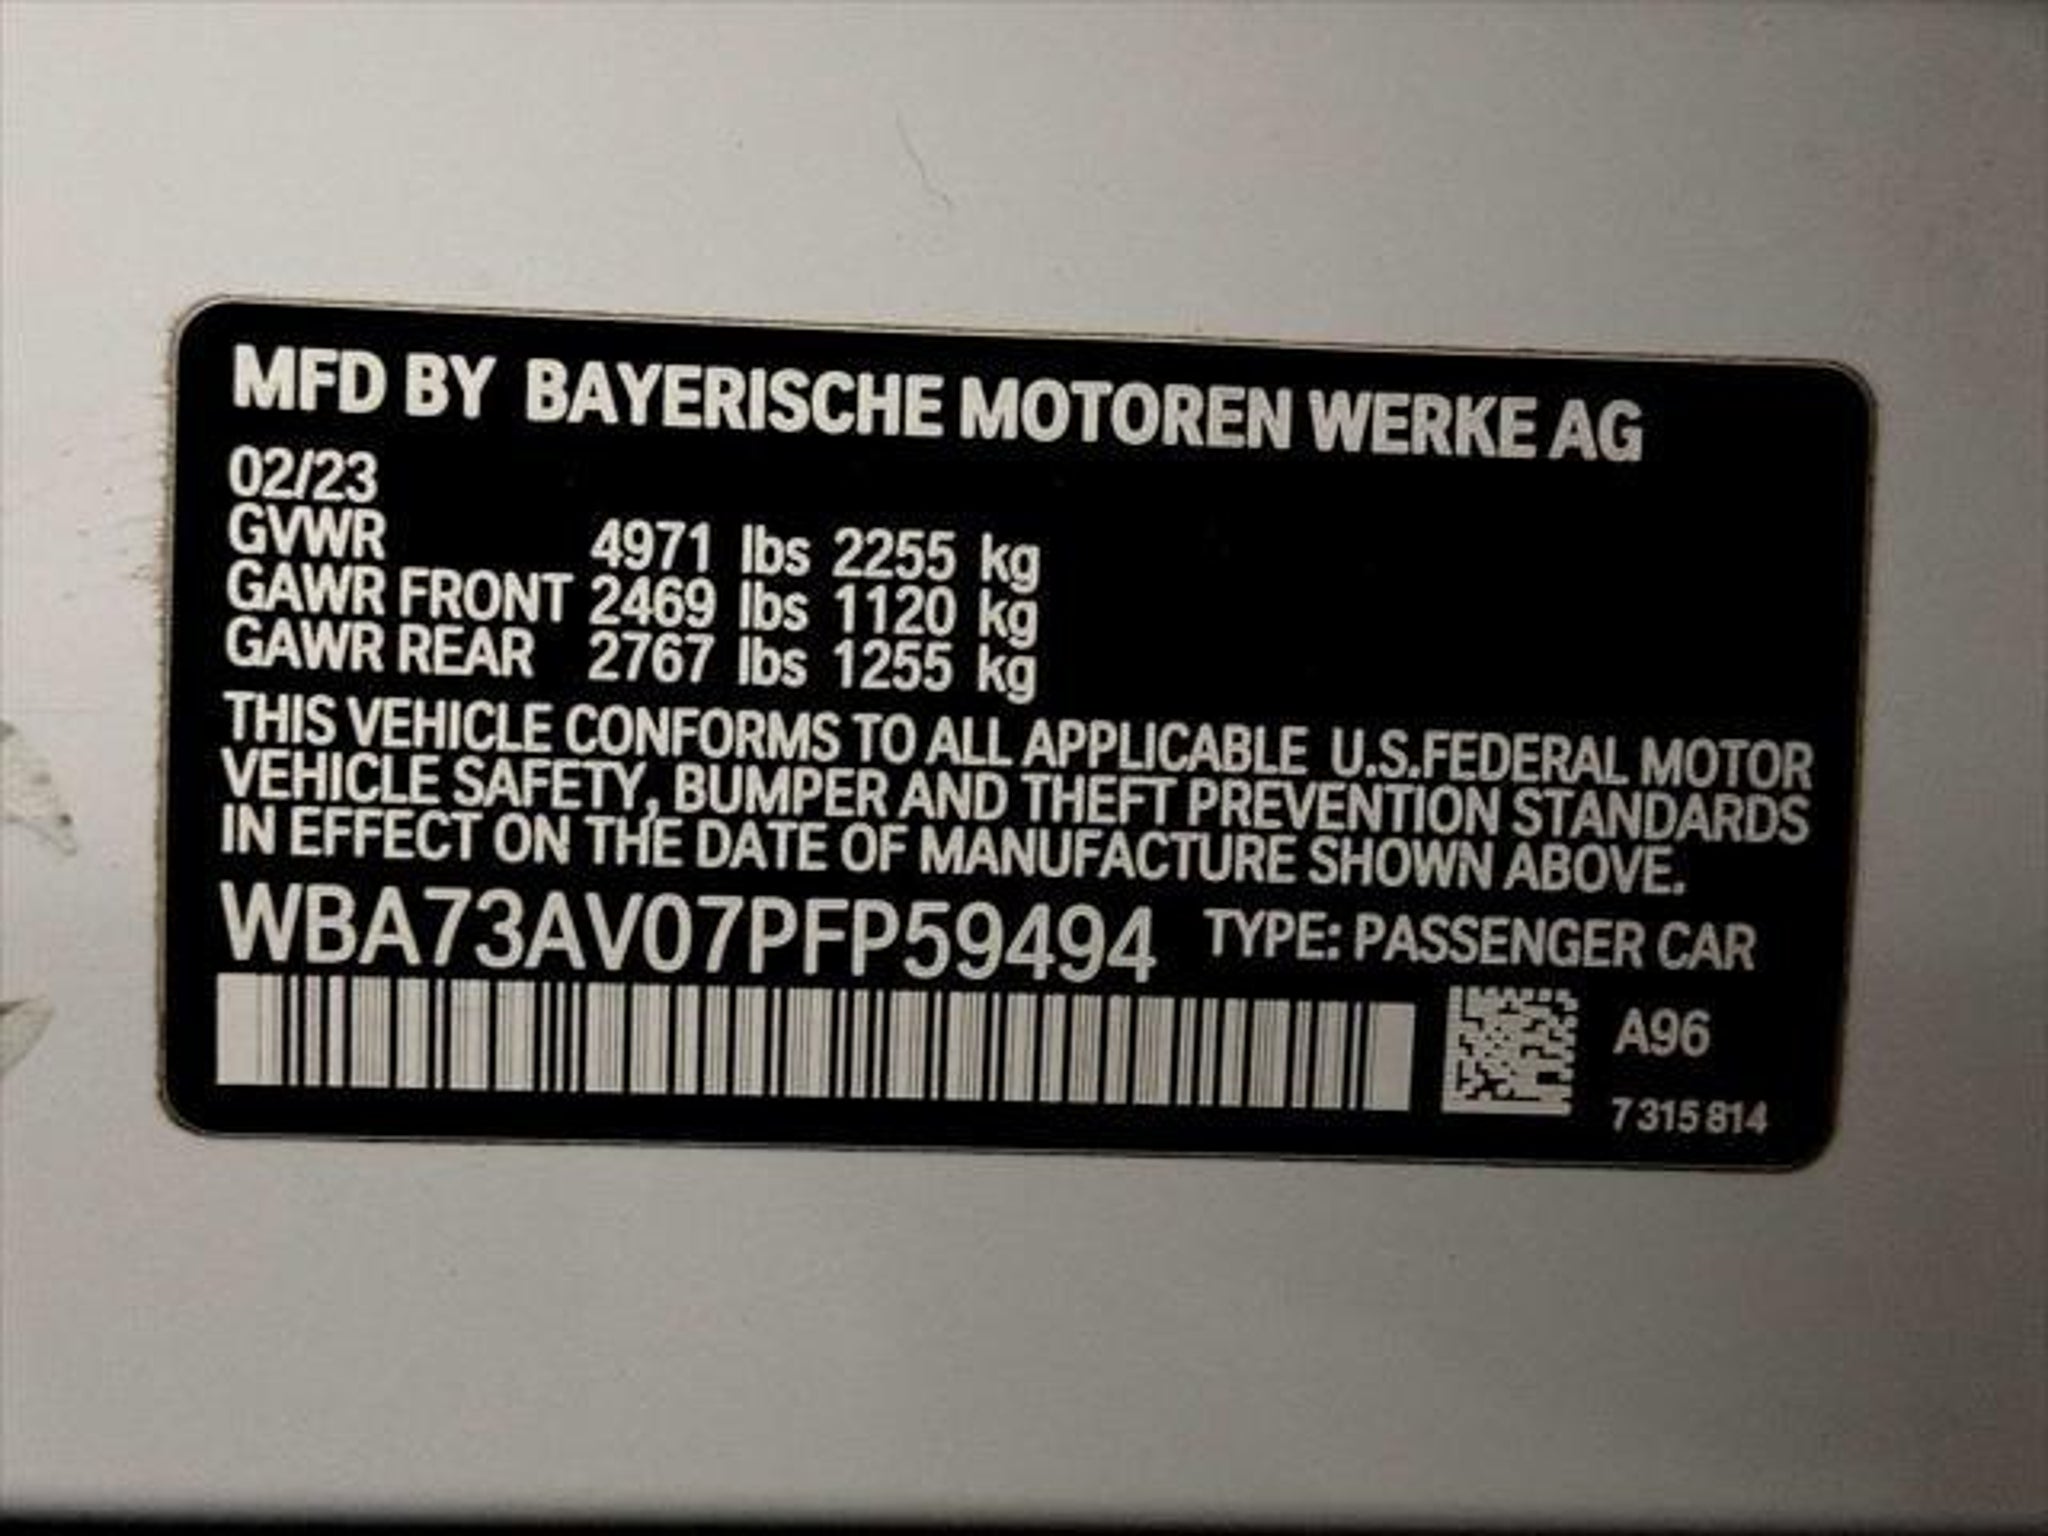 MFD BY BAYERISCHE MOTOREN WERKE AG
02/23
GVWR 4971 lbs 2255 kg
GAWR FRONT 2469 lbs 1120 kg
GAWR REAR 2767 lbs 1255 kg
THIS VEHICLE CONFORMS TO ALL APPLICABLE U.S.FEDERAL MOTOR
VEHICLE SAFETY, BUMPER AND THEFT PREVENTION STANDARDS
IN EFFECT ON THE DATE OF MANUFACTURE SHOWN ABOVE.
WBA73AV07PFP59494 TYPE: PASSENGER CAR
A96
7 315 814